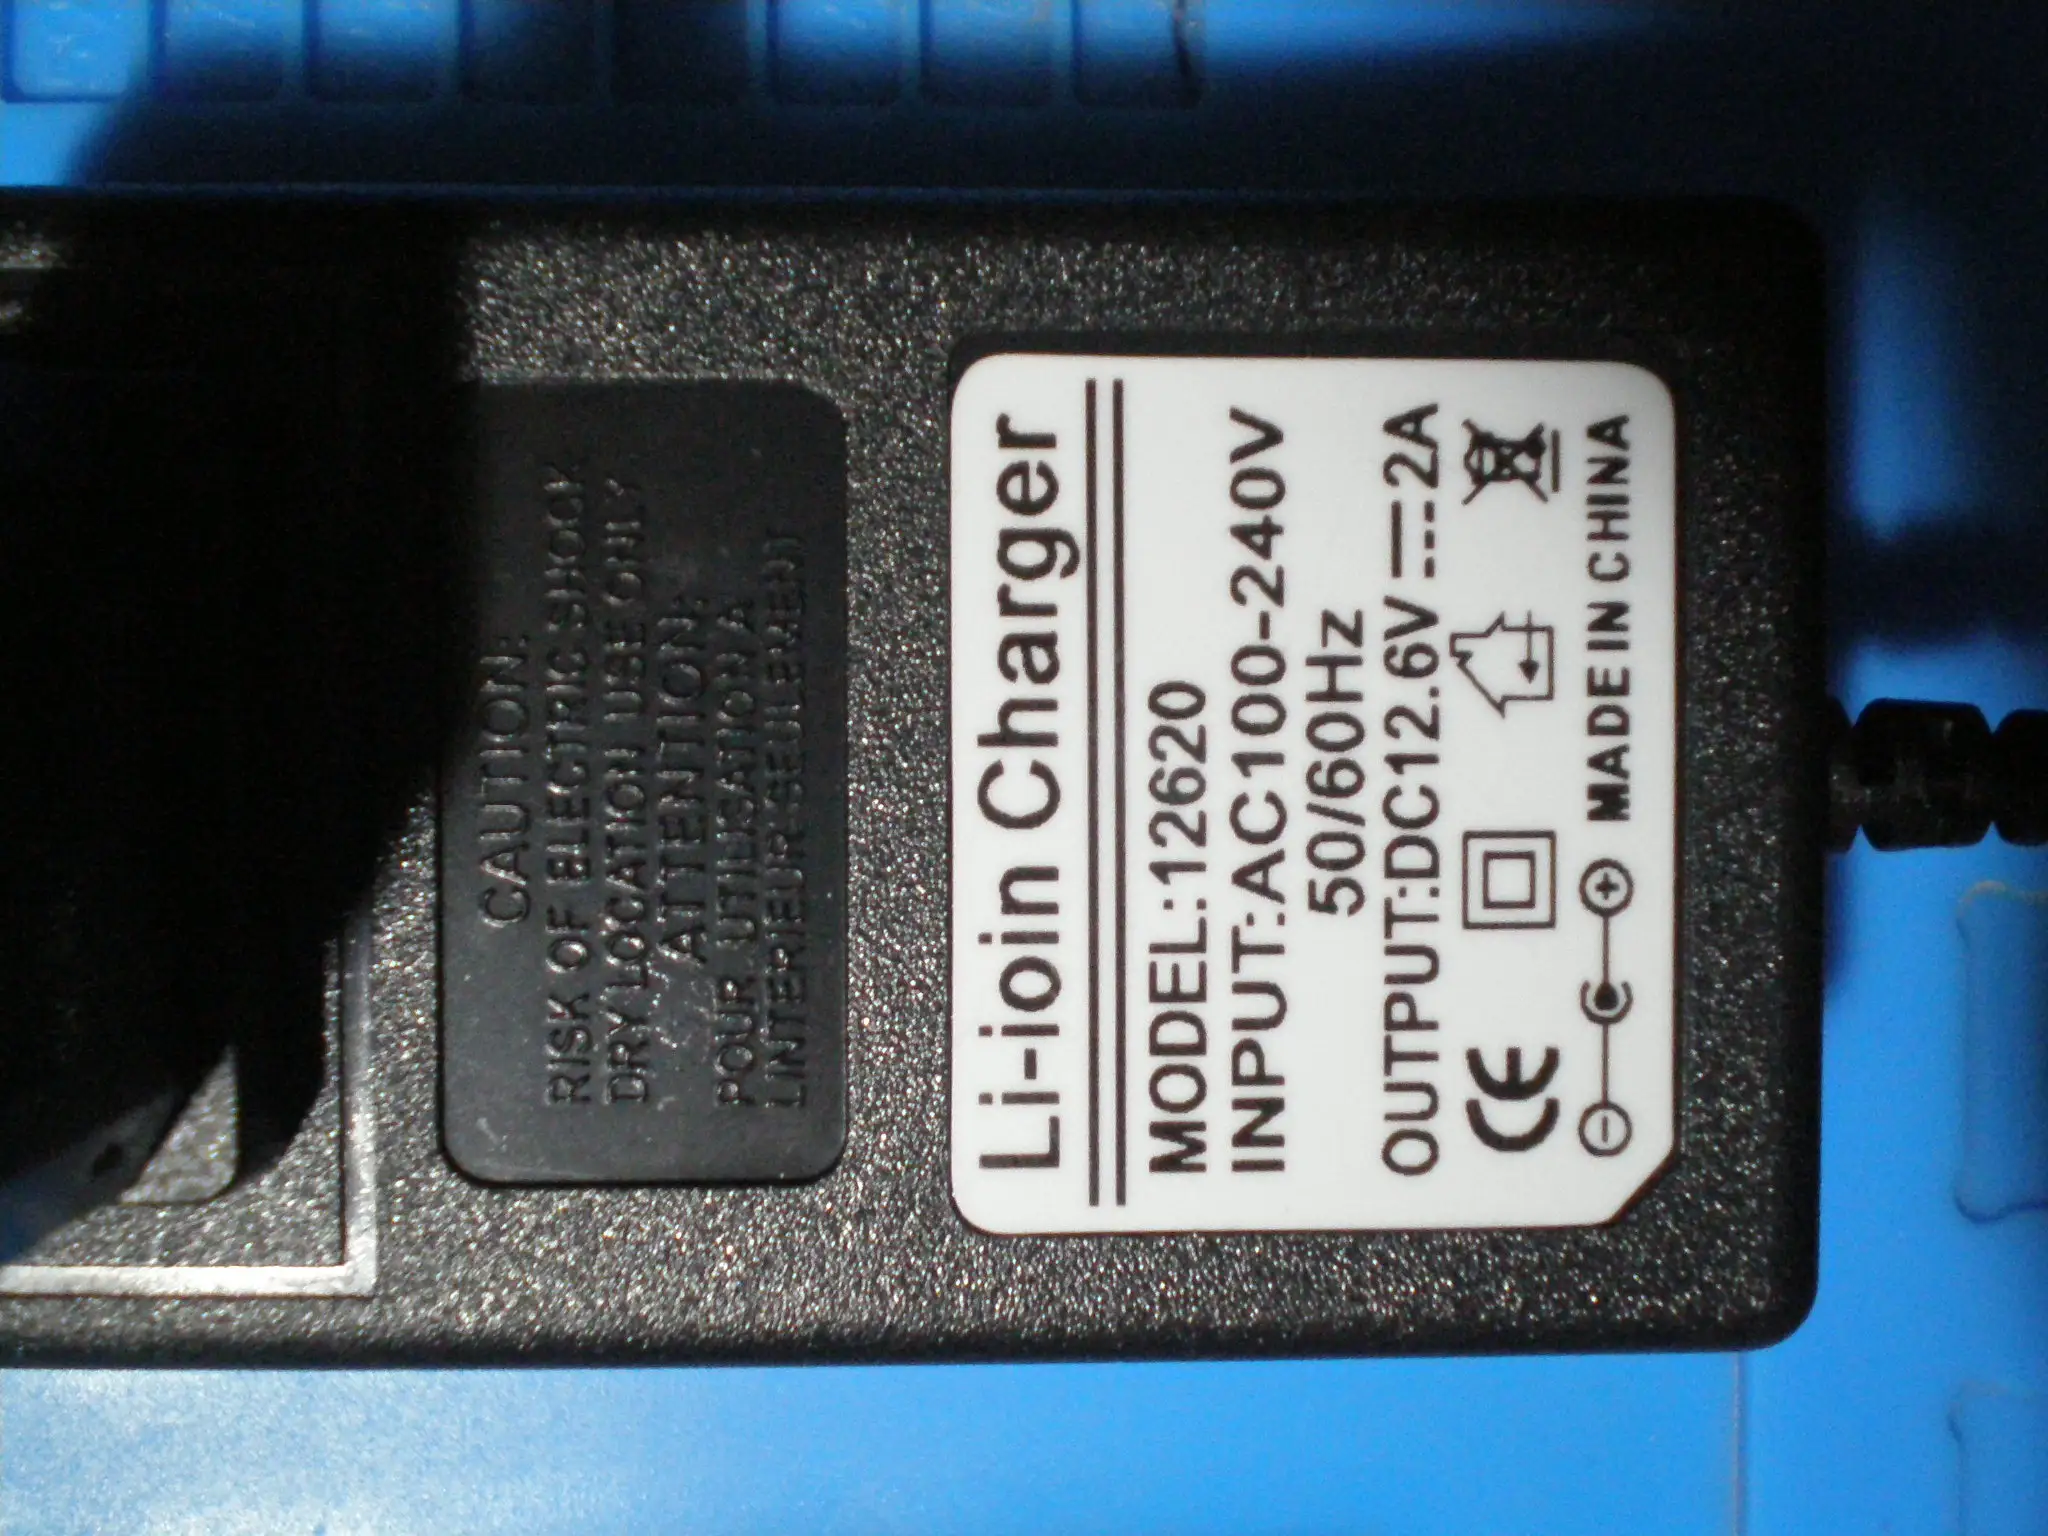 CAUTION:
RISK OF ELECTRIC SHOCK
DRY LOCATION USE ONLY
ATTENTION:
POUR UTILISATION A
LINTERIEUR SEULEMENT
Li-ioin Charger
MODEL:12620
INPUT:AC100-240V
50/60Hz
OUTPUT:DC12.6V⎓2A
CE
MADE IN CHINA